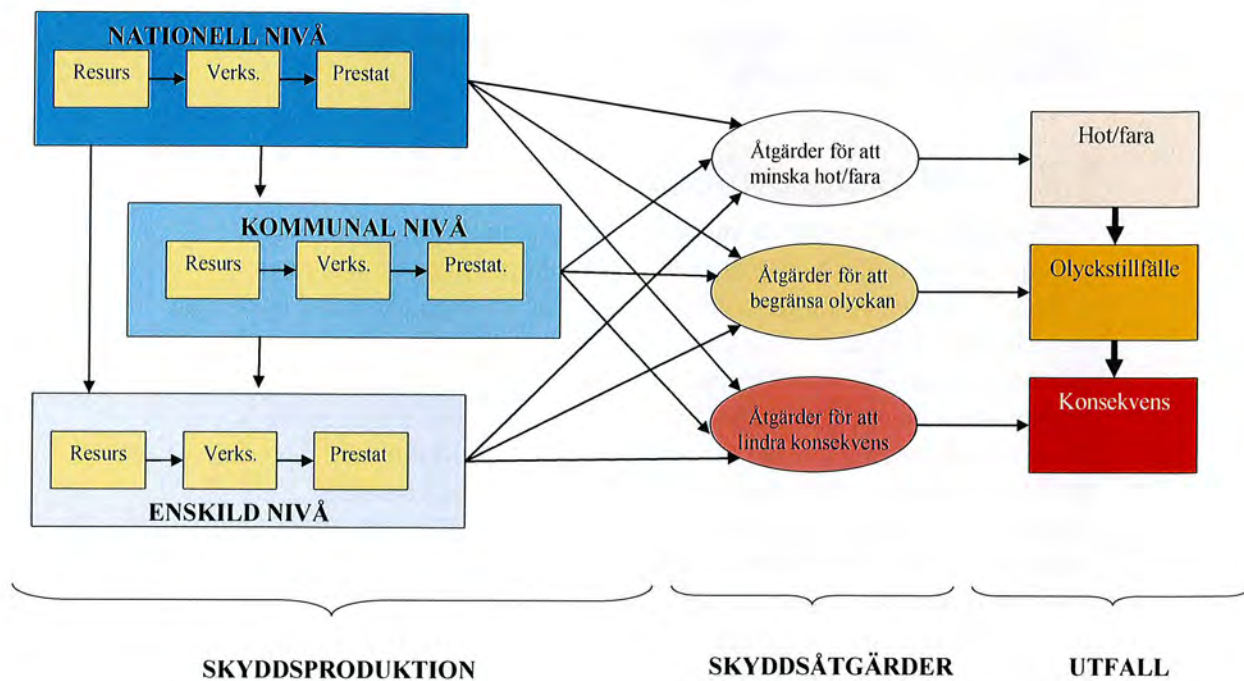 NATIONELL NIVÅ
Resurs
Verks.
Prestat
KOMMUNAL NIVÅ
Resurs
Verks.
Prestat.
Resurs
Verks.
Prestat
ENSKILD NIVÅ
Åtgärder för att
minska hot/fara
Åtgärder för att
begränsa olyckan
Åtgärder för att
lindra konsekvens
Hot/fara
Olyckstillfälle
Konsekvens
SKYDDSPRODUKTION
SKYDDSÅTGÄRDER
UTFALL